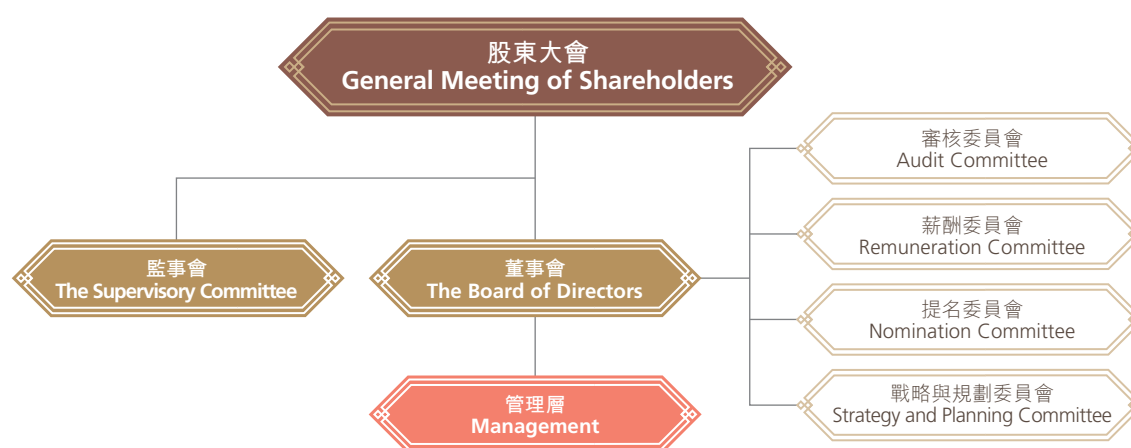 股東大會
General Meeting of Shareholders
審核委員會
Audit Committee
薪酬委員會
Remuneration Committee
監事會
The Supervisory Committee
董事會
The Board of Directors
提名委員會
Nomination Committee
管理層
Management
戰略與規劃委員會
Strategy and Planning Committee